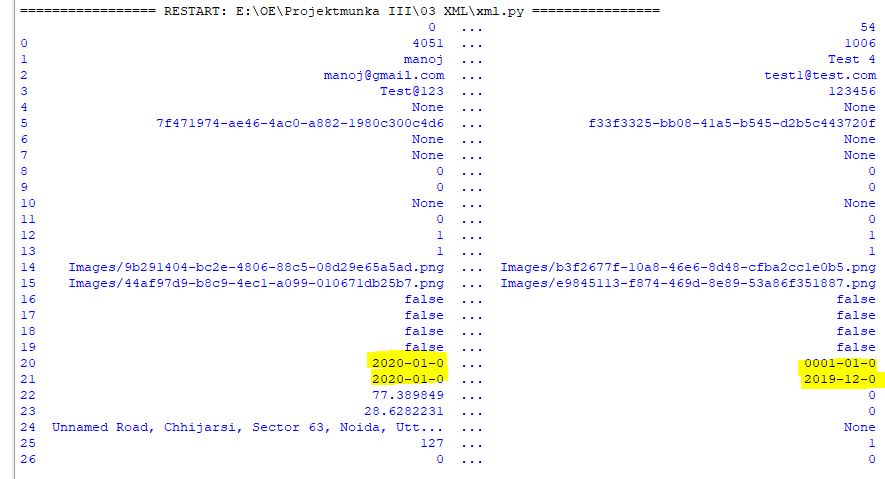 ================= RESTART: E:\OE\Projektmunka III\03 XML\xml.py ================
0 ... 54
0 4051 ... 1006
1 manoj ... Test 4
2 manoj@gmail.com ... test1@test.com
3 Test@123 ... 123456
4 None ... None
5 7f471974-ae46-4ac0-a882-1980c300c4d6 ... f33f3325-bb08-41a5-b545-d2b5c443720f
6 None ... None
7 None ... None
8 0 ... 0
9 0 ... 0
10 None ... None
11 0 ... 0
12 1 ... 1
13 1 ... 1
14 Images/9b291404-bc2e-4806-88c5-08d29e65a5ad.png ... Images/b3f2677f-10a8-46e6-8d48-cfba2cc1e0b5.png
15 Images/44af97d9-b8c9-4ec1-a099-010671db25b7.png ... Images/e9845113-f874-469d-8e89-53a86f351887.png
16 false ... false
17 false ... false
18 false ... false
19 false ... false
20 2020-01-0 ... 0001-01-0
21 2020-01-0 ... 2019-12-0
22 77.389849 ... 0
23 28.6282231 ... 0
24 Unnamed Road, Chhijarsi, Sector 63, Noida, Utt... ... None
25 127 ... 1
26 0 ... 0